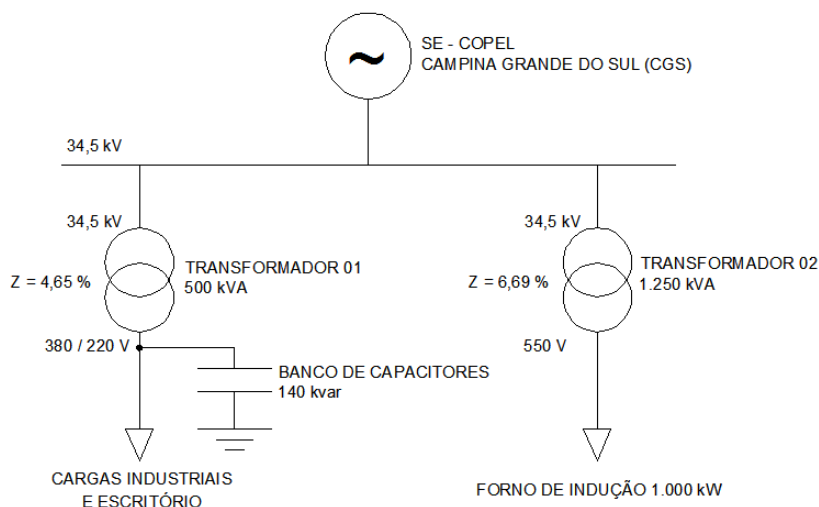 SE - COPEL
CAMPINA GRANDE DO SUL (CGS)
34,5 kV
34,5 kV
Z = 4,65 %
TRANSFORMADOR 01
500 kVA
380 / 220 V
BANCO DE CAPACITORES
140 kvar
CARGAS INDUSTRIAIS
E ESCRITÓRIO
34,5 kV
Z = 6,69 %
TRANSFORMADOR 02
1.250 kVA
550 V
FORNO DE INDUÇÃO 1.000 kW